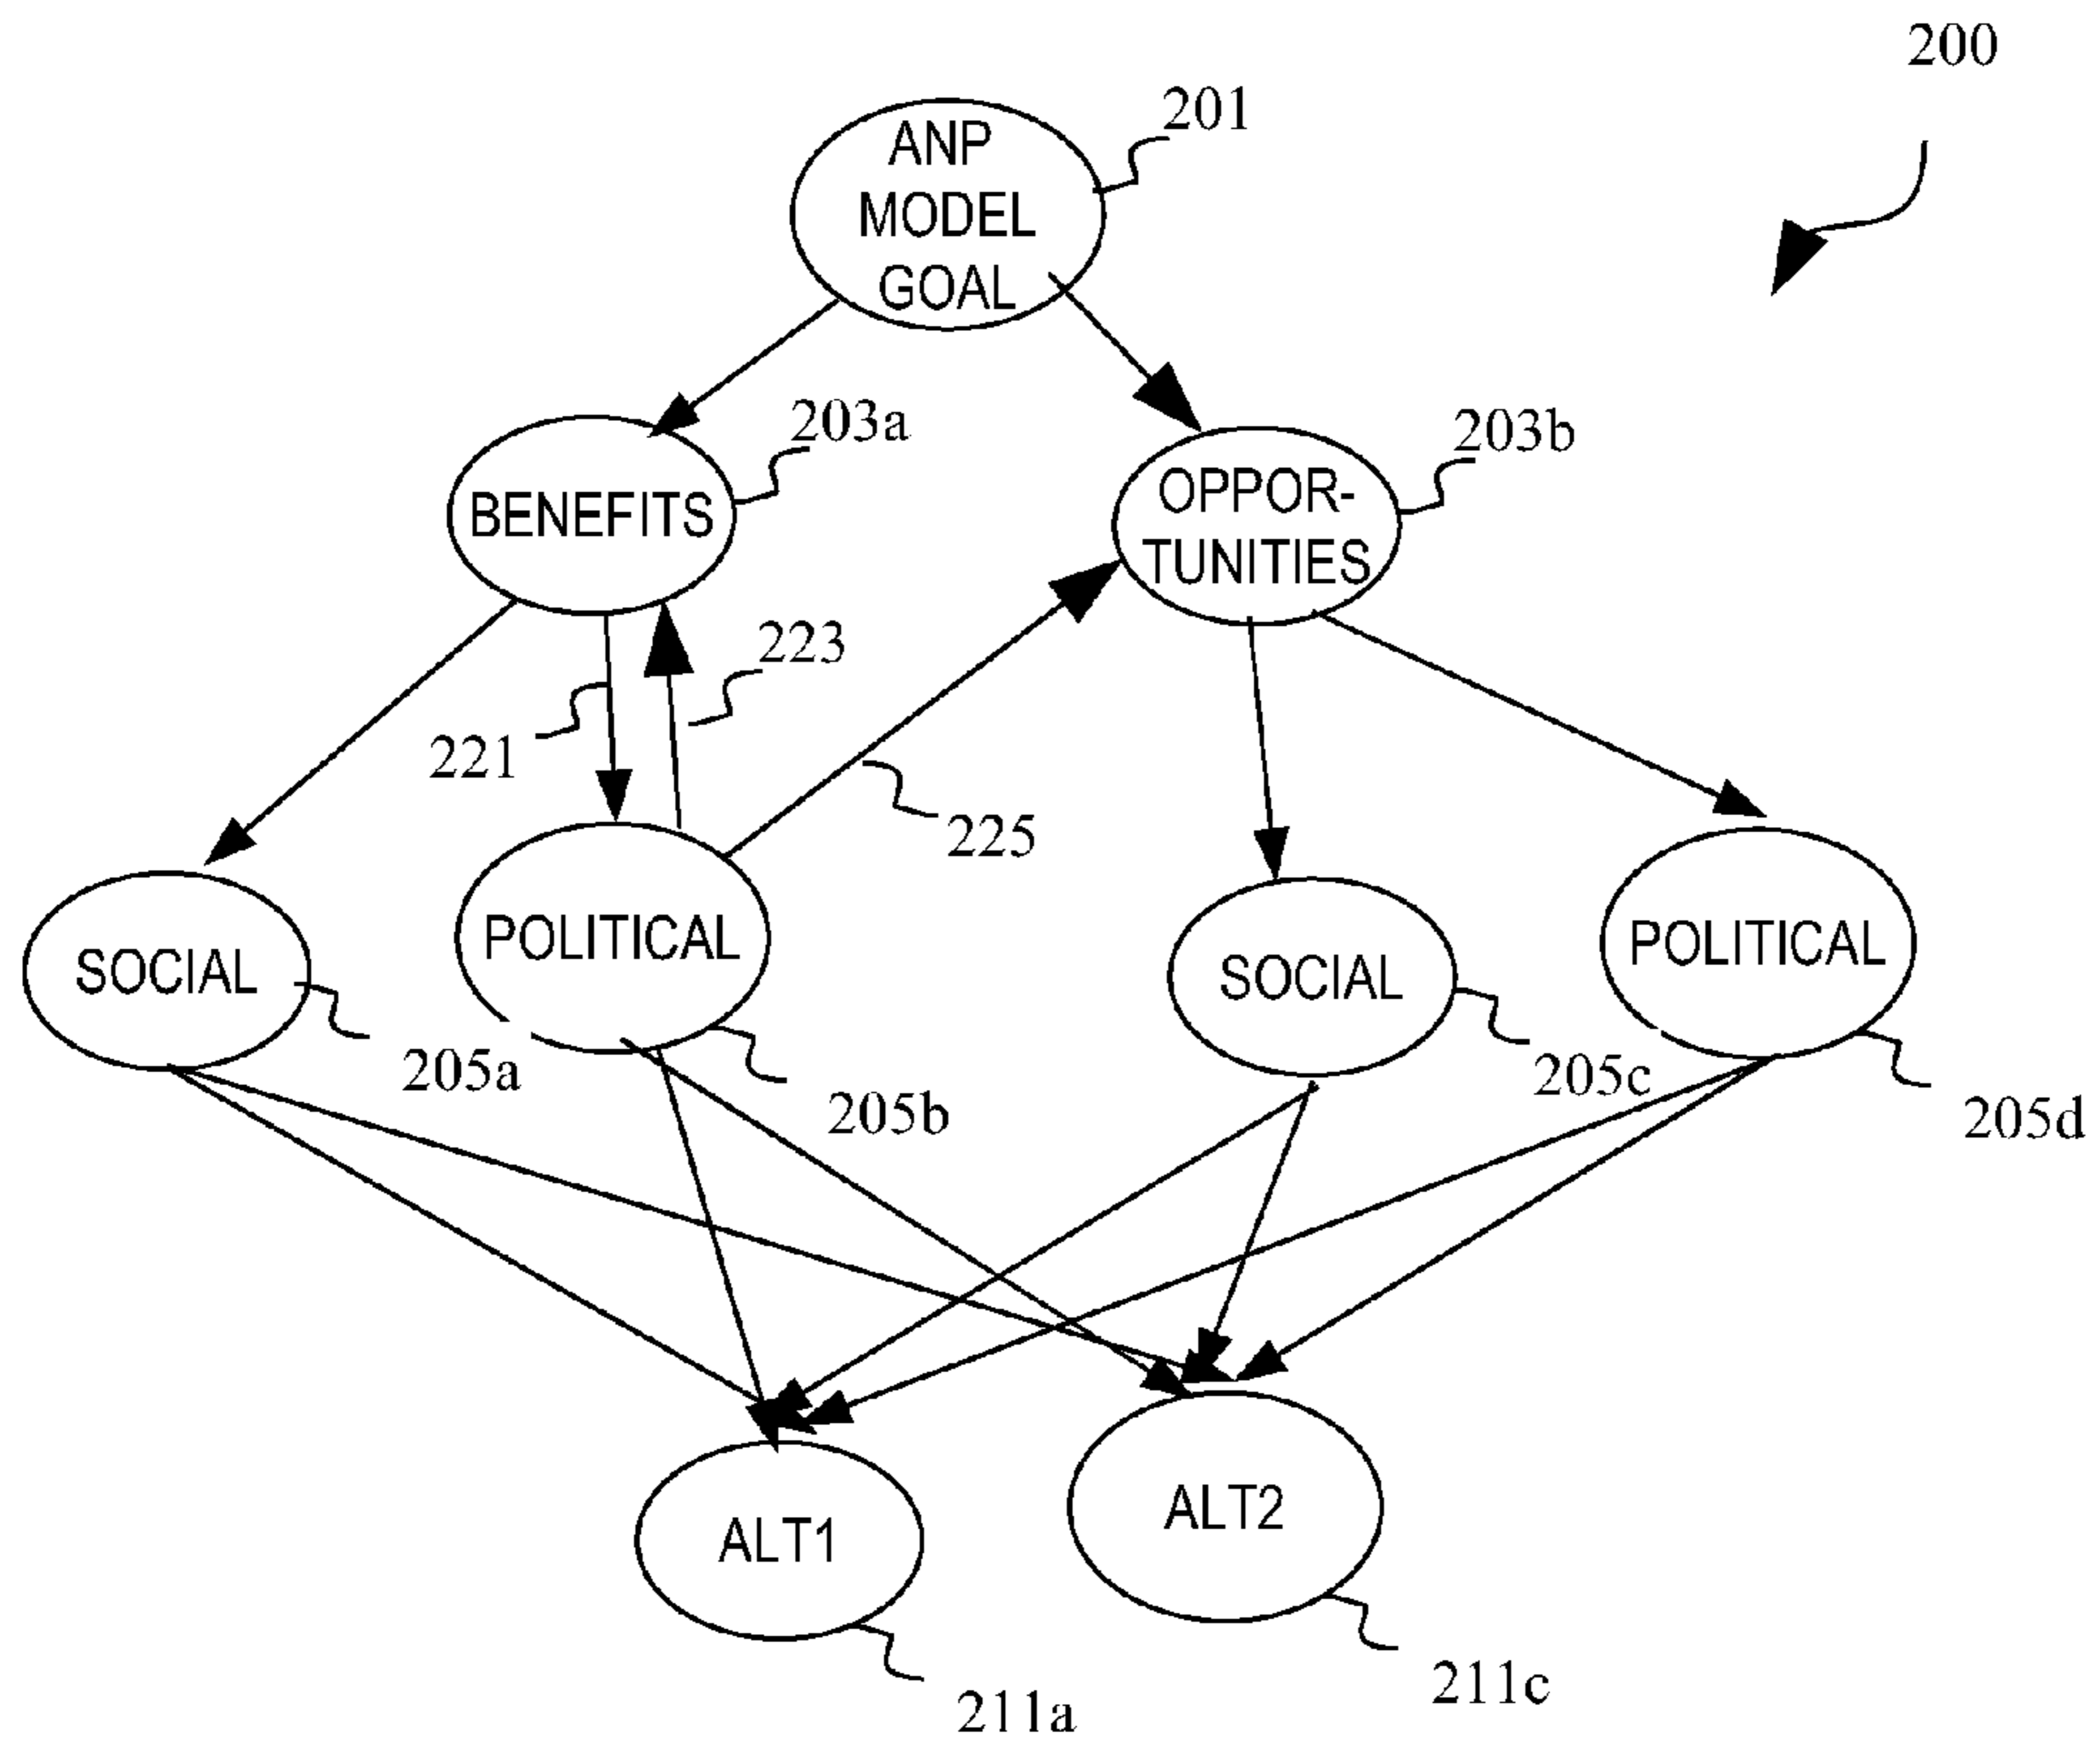 200
201
ANP
MODEL
GOAL
203a
203b
BENEFITS
OPPOR-
TUNITIES
223
221
225
SOCIAL
POLITICAL
SOCIAL
POLITICAL
205a
205b
205c
205d
ALT1
ALT2
211a
211c